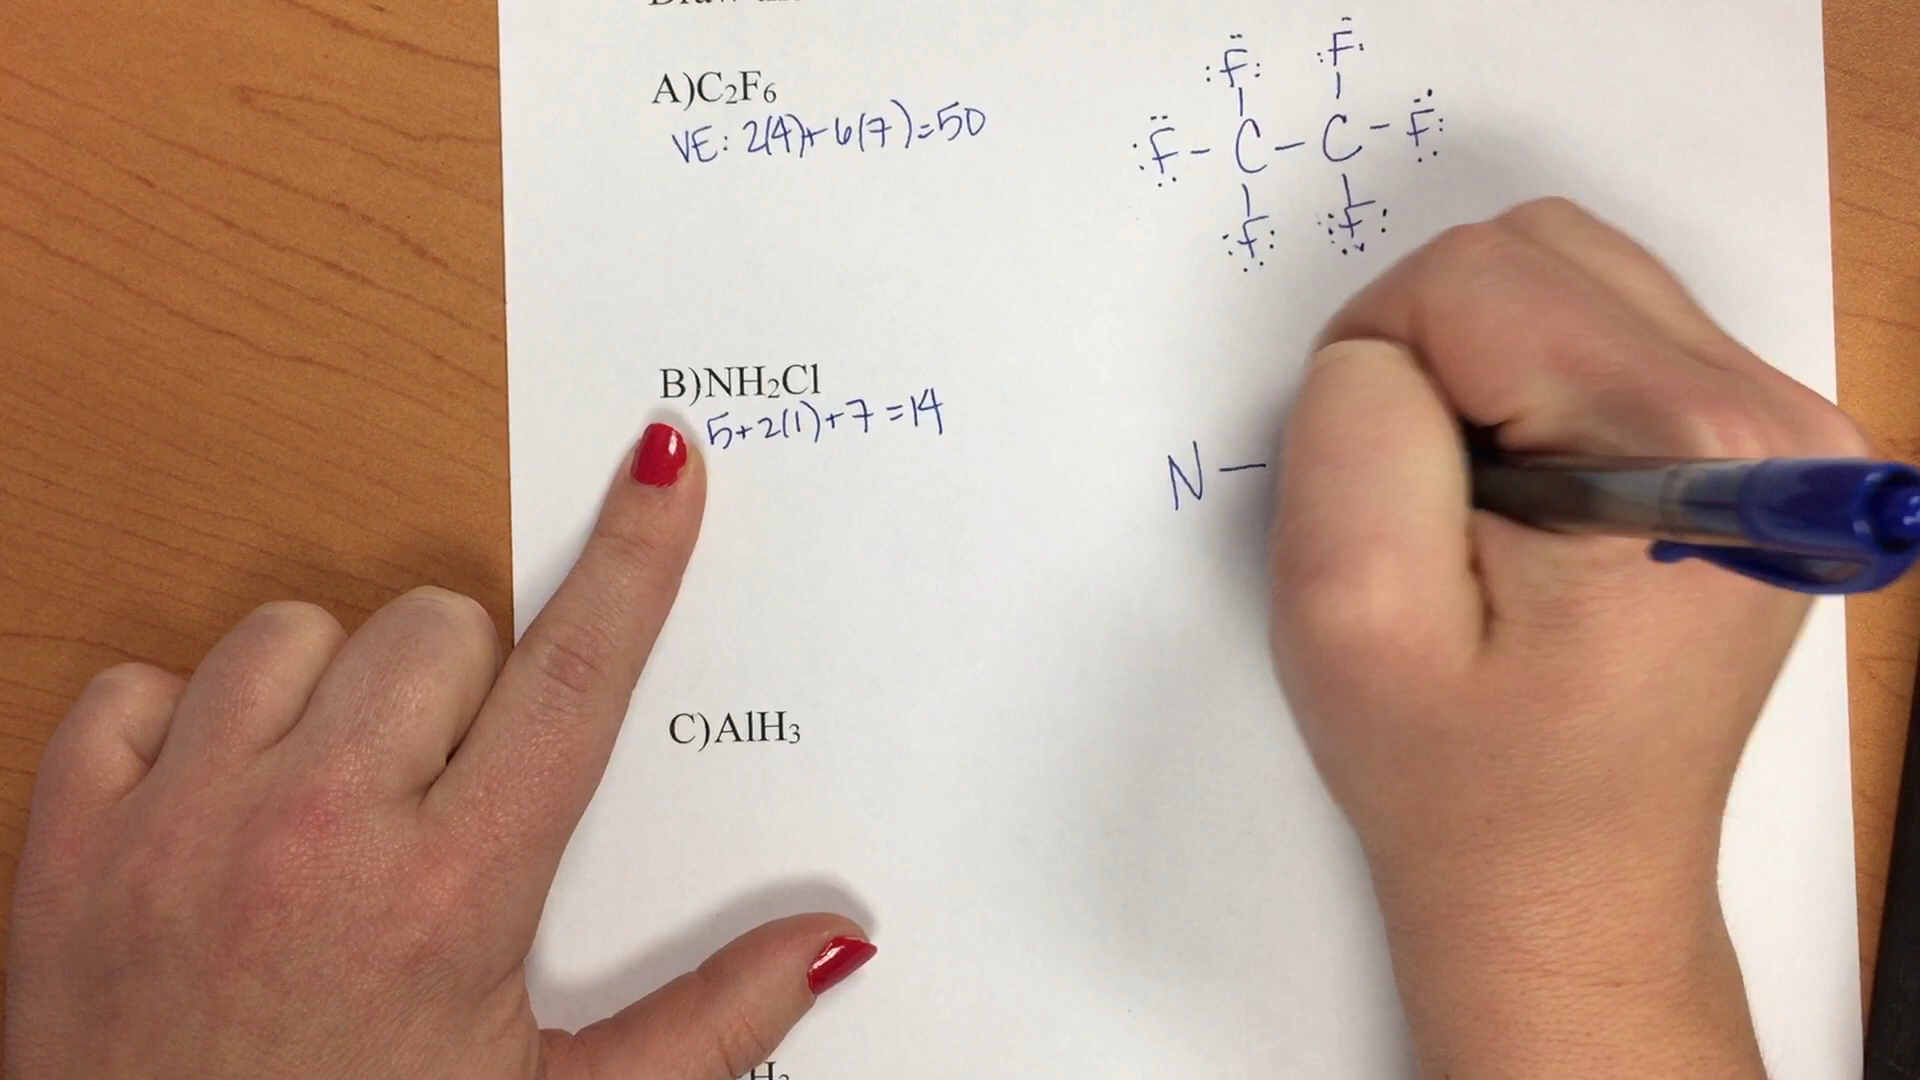 A)C₂F₆
VE: 2(4)+6(7)=50
F F
F - C - C - F
F F
B)NH₂Cl
5+2(1)+7=14
N —
C)AlH₃